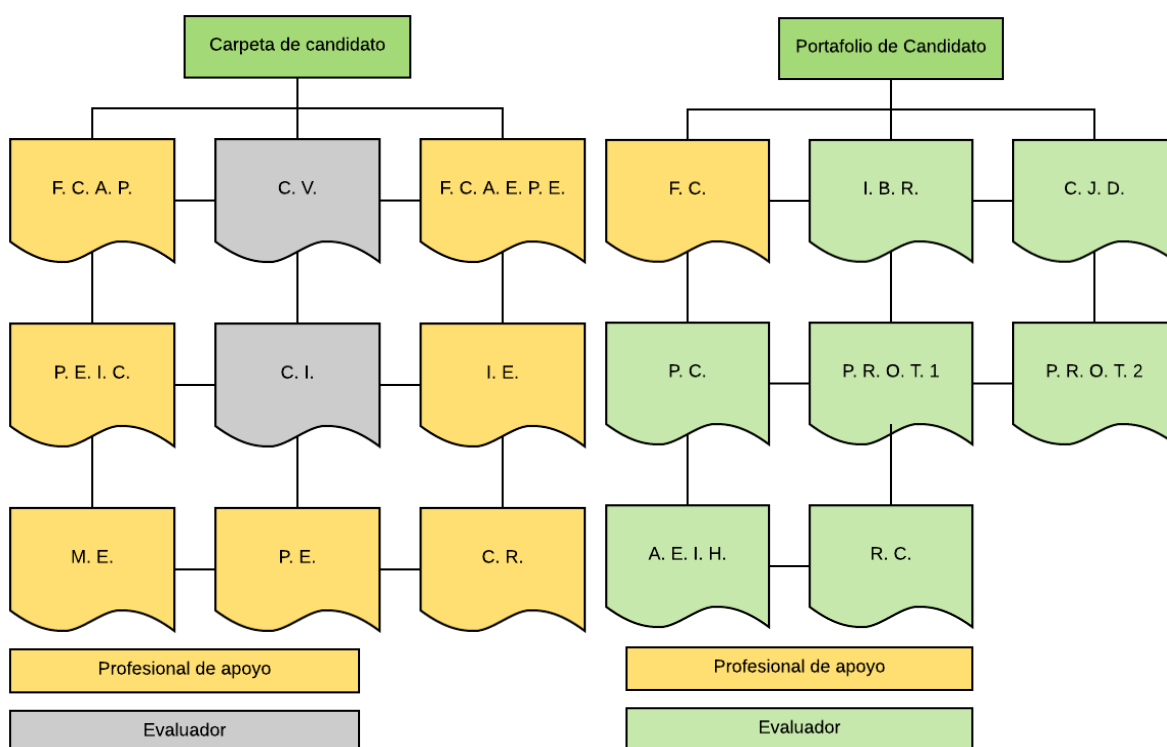 Carpeta de candidato
F. C. A. P.
C. V.
F. C. A. E. P. E.
P. E. I. C.
C. I.
I. E.
M. E.
P. E.
C. R.
Profesional de apoyo
Evaluador
Portafolio de Candidato
F. C.
I. B. R.
C. J. D.
P. C.
P. R. O. T. 1
P. R. O. T. 2
A. E. I. H.
R. C.
Profesional de apoyo
Evaluador